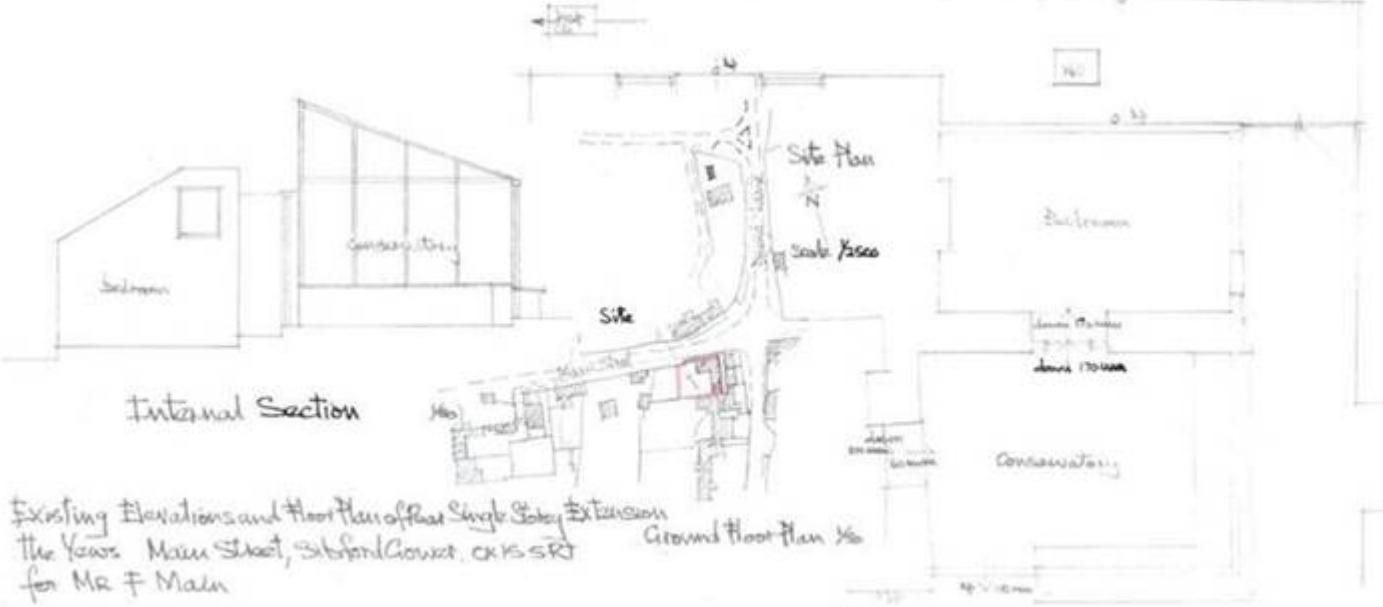 Site Plan
N
Scale 1/2500
Conservatory
bedroom
Site
Main Street
down 170mm
Internal Section
Conservatory
Existing Elevations and Floor Plan of Rear Single Storey Extension
Ground Floor Plan 1/50
The Yews Main Street, Sibford Gower. OX15 5RT
for MR F Main